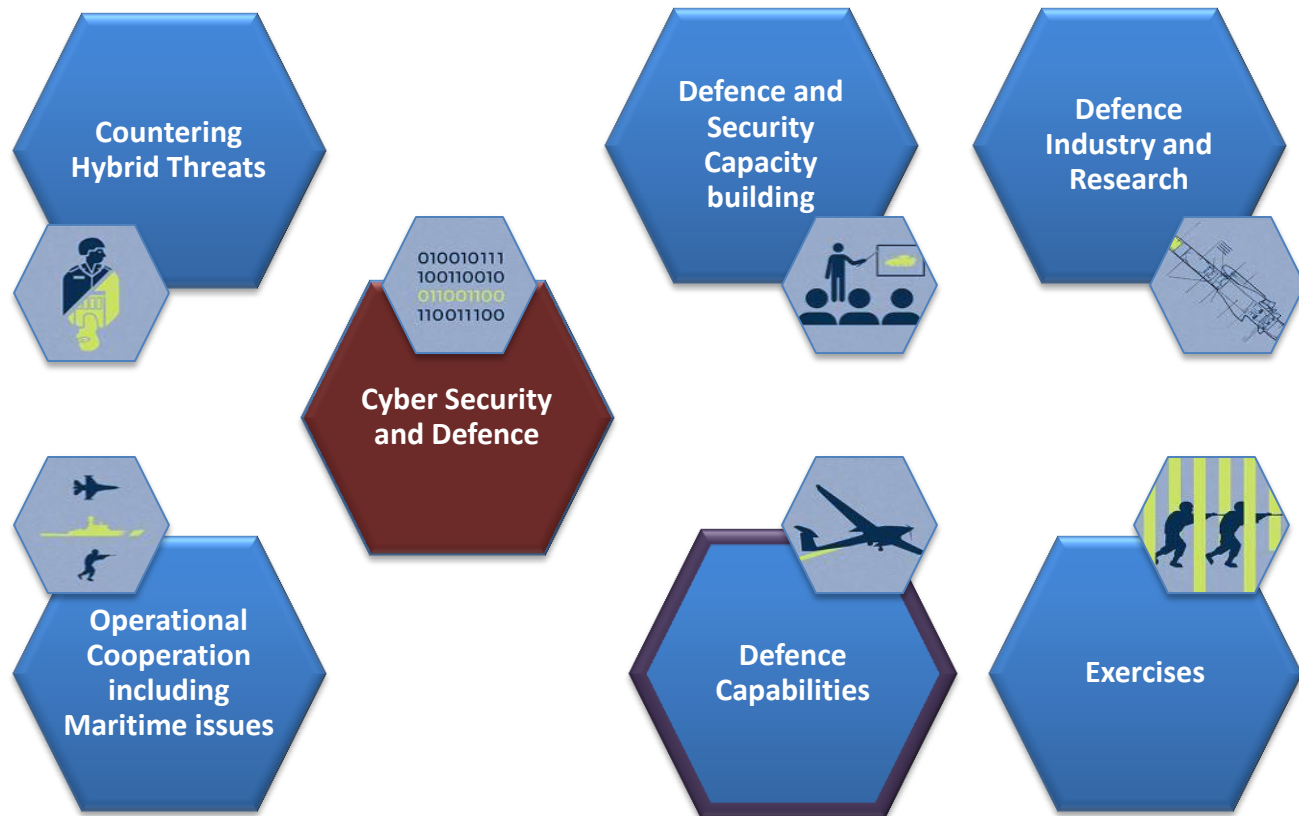 Countering
Hybrid Threats
Defence and
Security
Capacity
building
Defence
Industry and
Research
010010111
100110010
011001100
110011100
Cyber Security
and Defence
Operational
Cooperation
including
Maritime issues
Defence
Capabilities
Exercises